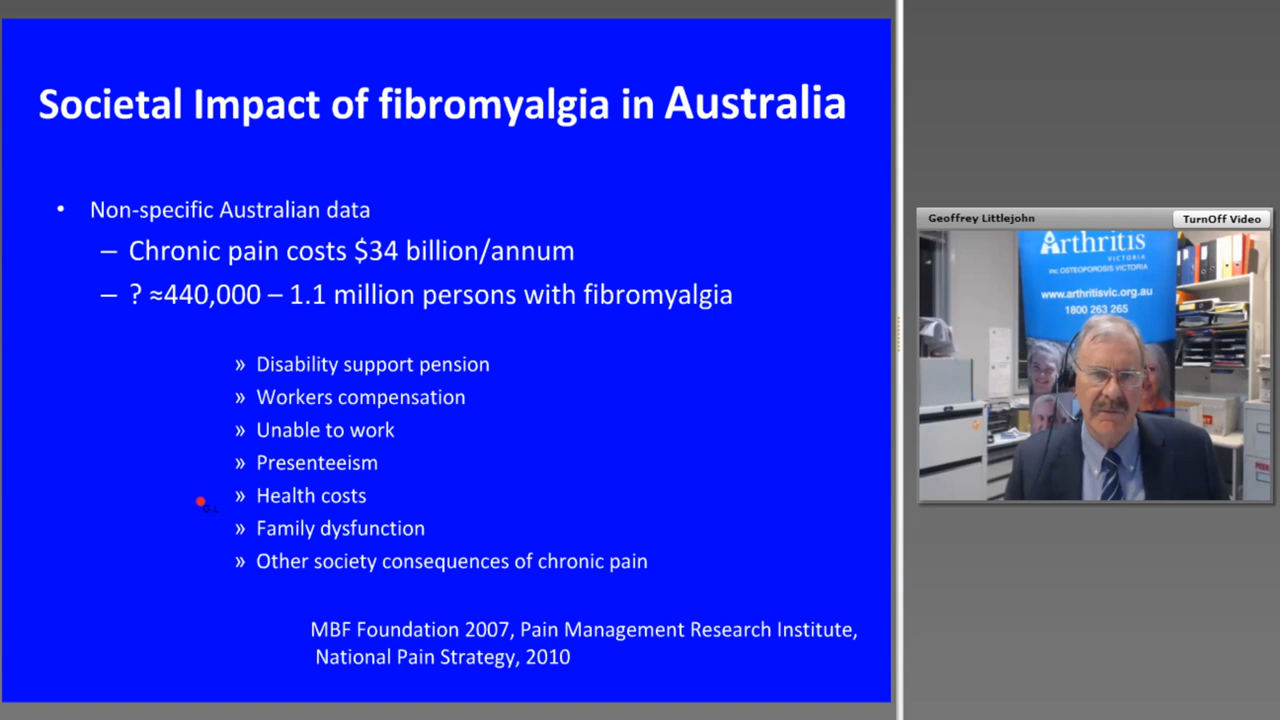 Societal Impact of fibromyalgia in Australia
• Non-specific Australian data
– Chronic pain costs $34 billion/annum
– ? ≈440,000 – 1.1 million persons with fibromyalgia
» Disability support pension
» Workers compensation
» Unable to work
» Presenteeism
» Health costs
G.L
» Family dysfunction
» Other society consequences of chronic pain
MBF Foundation 2007, Pain Management Research Institute,
National Pain Strategy, 2010
Geoffrey Littlejohn
TurnOff Video
Arthritis
VICTORIA
inc OSTEOPOROSIS VICTORIA
www.arthritisvic.org.au
1800 263 265